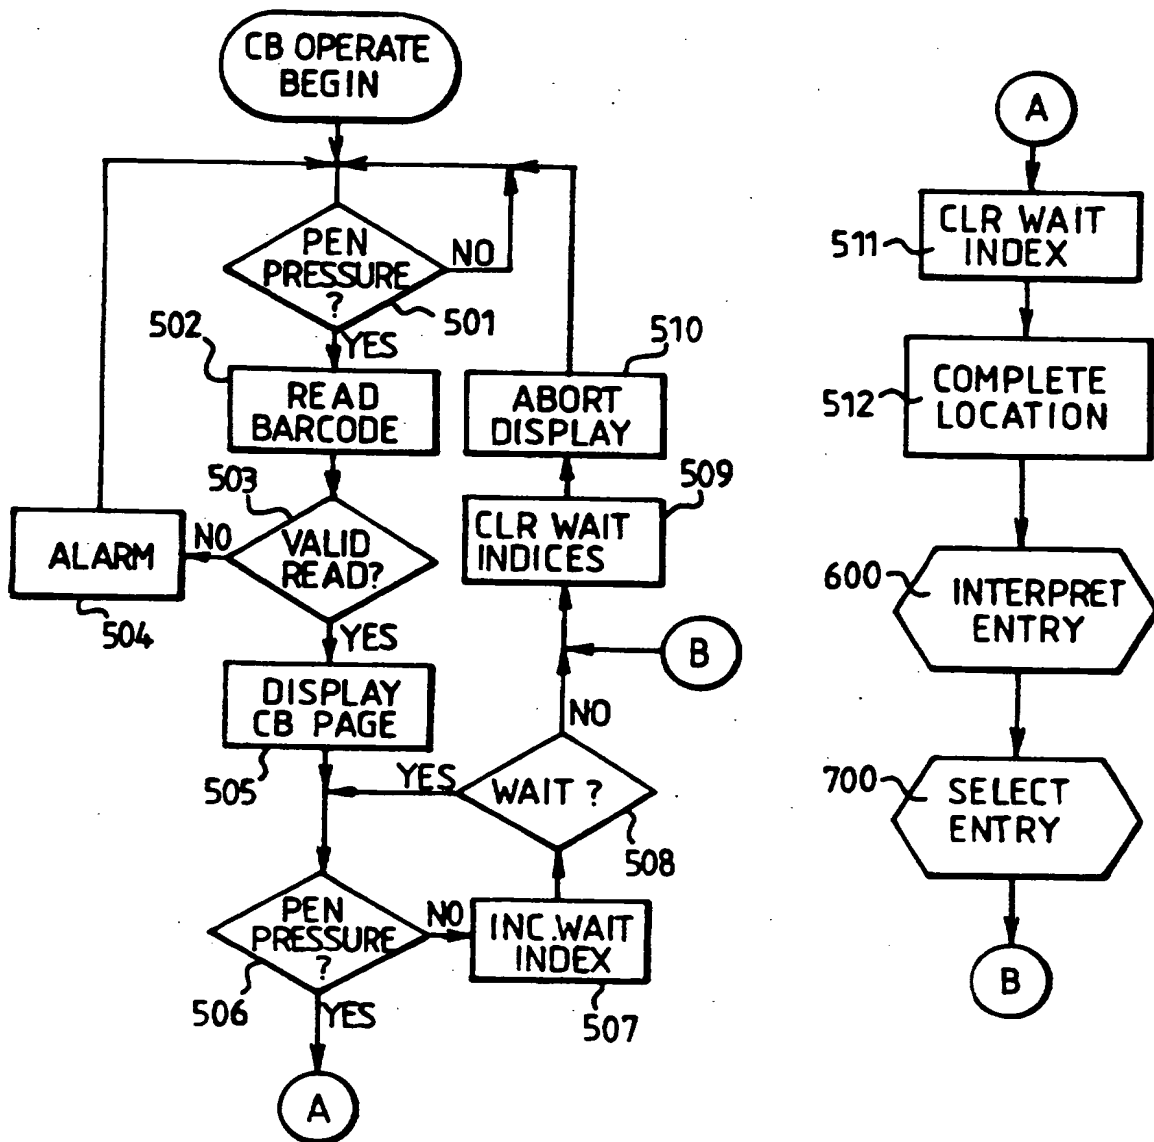 CB OPERATE
BEGIN
PEN
PRESSURE
?
NO
501
YES
502
READ
BARCODE
503
VALID
READ?
NO
ALARM
504
YES
DISPLAY
CB PAGE
505
PEN
PRESSURE
?
506
NO
YES
A
INC.WAIT
INDEX
507
WAIT ?
508
YES
NO
B
CLR WAIT
INDICES
509
ABORT
DISPLAY
510
A
CLR WAIT
INDEX
511
COMPLETE
LOCATION
512
INTERPRET
ENTRY
600
SELECT
ENTRY
700
B